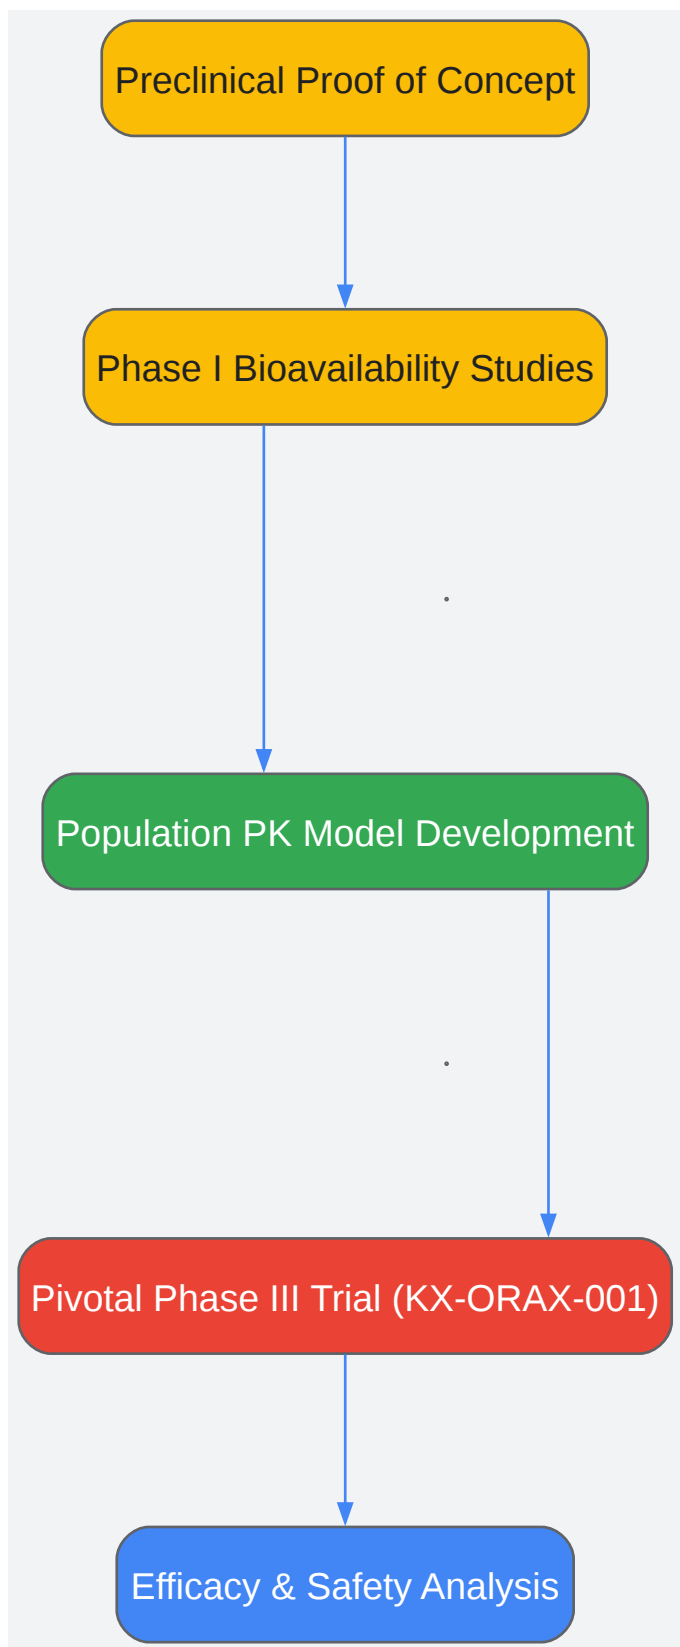 Preclinical Proof of Concept
Phase I Bioavailability Studies
Population PK Model Development
Pivotal Phase III Trial (KX-ORAX-001)
Efficacy & Safety Analysis